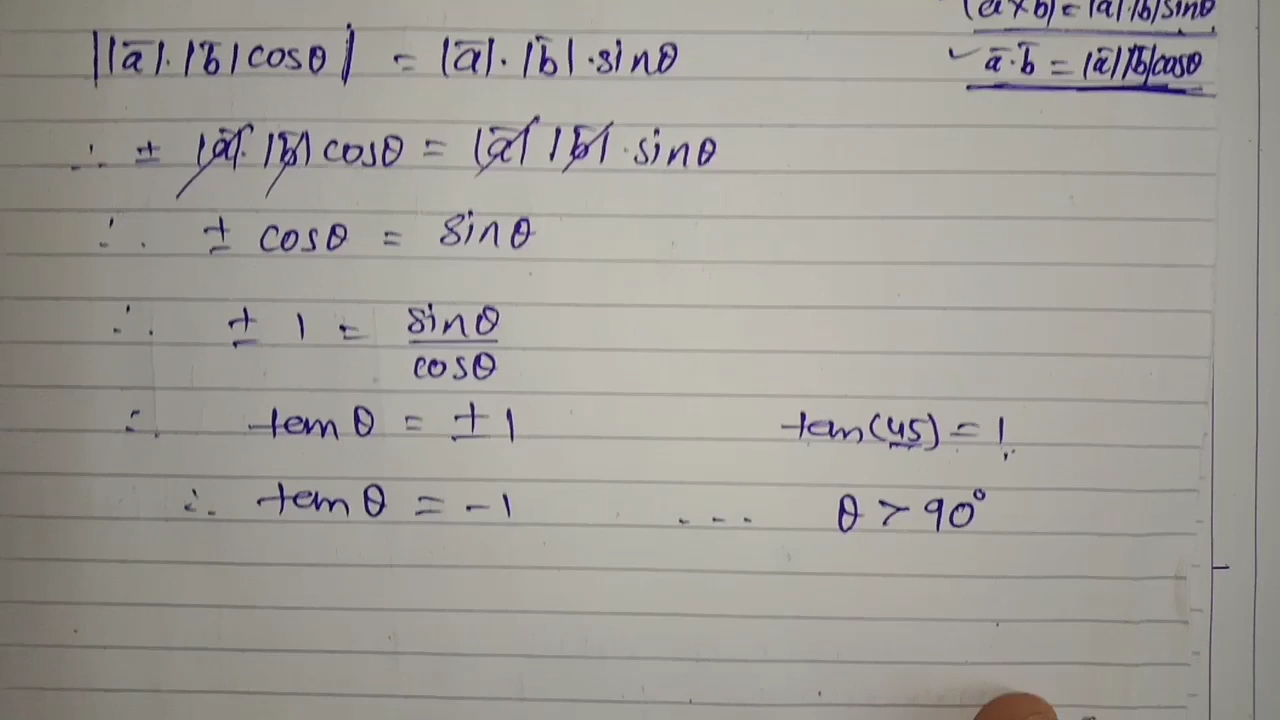 |a̅×b̅| = |a̅|·|b̅| sinθ
✓ a̅·b̅ = |a̅||b̅|cosθ
||a̅|·|b̅|cosθ| = |a̅|·|b̅|·sinθ
∴ ± |a̅|·|b̅|cosθ = |a̅||b̅|·sinθ
∴ ± cosθ = sinθ
∴ ± 1 = sinθ/cosθ
∴ tanθ = ±1 tan(45) = 1
∴ tanθ = -1 ... θ > 90°